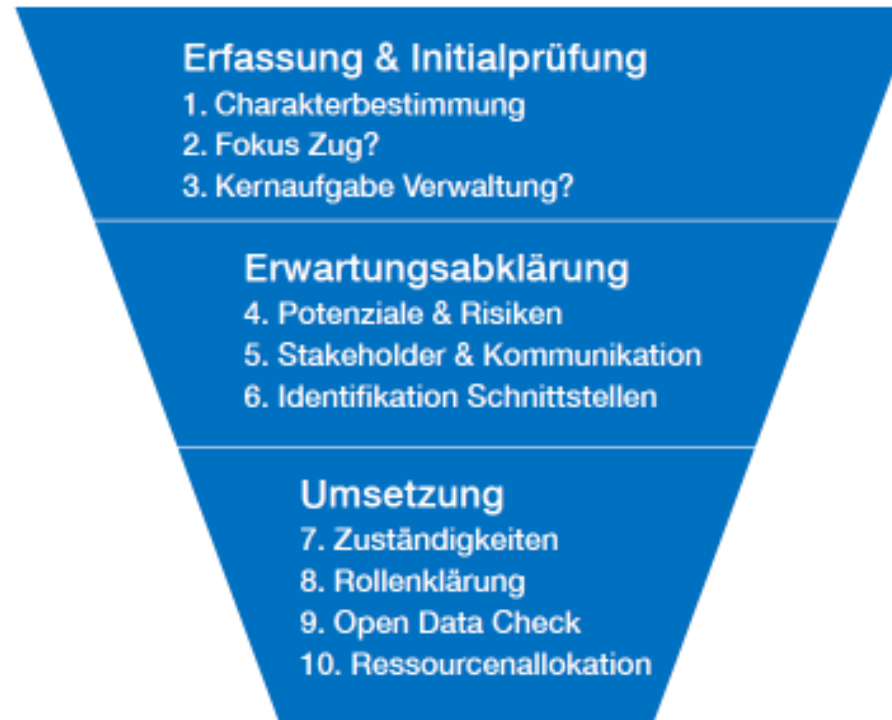 Erfassung & Initialprüfung
1. Charakterbestimmung
2. Fokus Zug?
3. Kernaufgabe Verwaltung?
Erwartungsabklärung
4. Potenziale & Risiken
5. Stakeholder & Kommunikation
6. Identifikation Schnittstellen
Umsetzung
7. Zuständigkeiten
8. Rollenklärung
9. Open Data Check
10. Ressourcenallokation